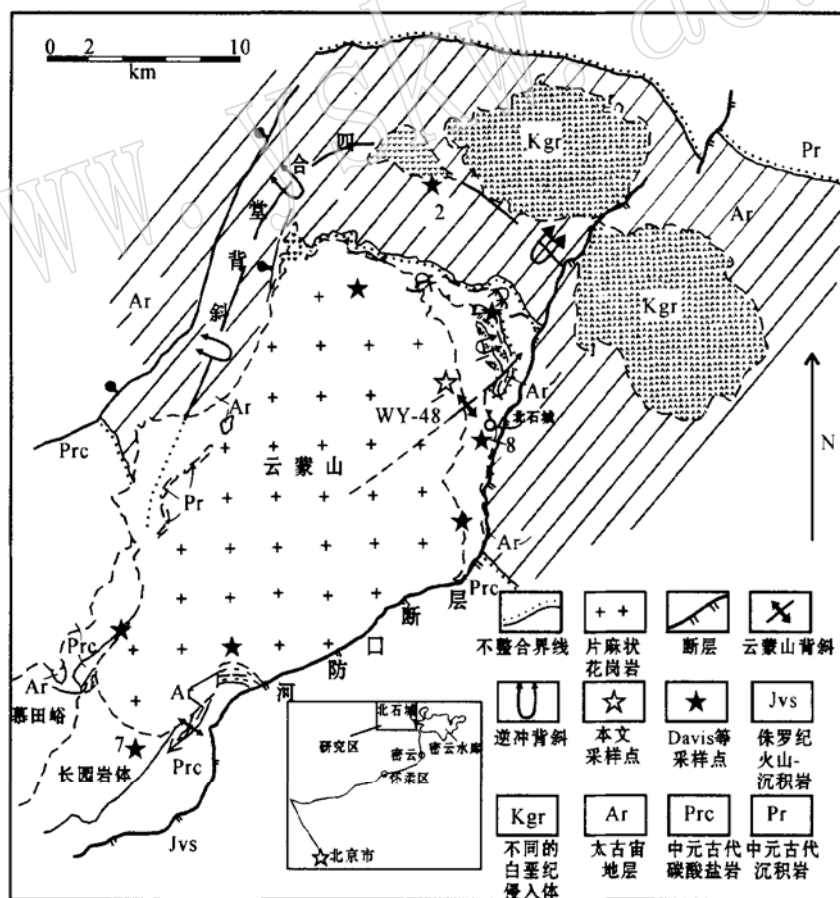 www.yskw.ac
0 2 10
km
Kgr
Pr
四
合
堂
背
斜
2
Ar
Ar
Kgr
Ar
WY-48
北石城
8
N
云蒙山
Ar
Prc
Pr
Ar
Prc
断
层
口
防
河
Prc
Ar
慕田峪
7
长园岩体
Prc
Jvs
北石城
研究区
密云
密云水库
怀柔区
北京市
不整合界线
片麻状
花岗岩
断层
云蒙山背斜
逆冲背斜
本文
采样点
Davis等
采样点
Jvs
侏罗纪
火山-
沉积岩
Kgr
不同的
白垩纪
侵入体
Ar
太古宙
地层
Prc
中元古代
碳酸盐岩
Pr
中元古代
沉积岩